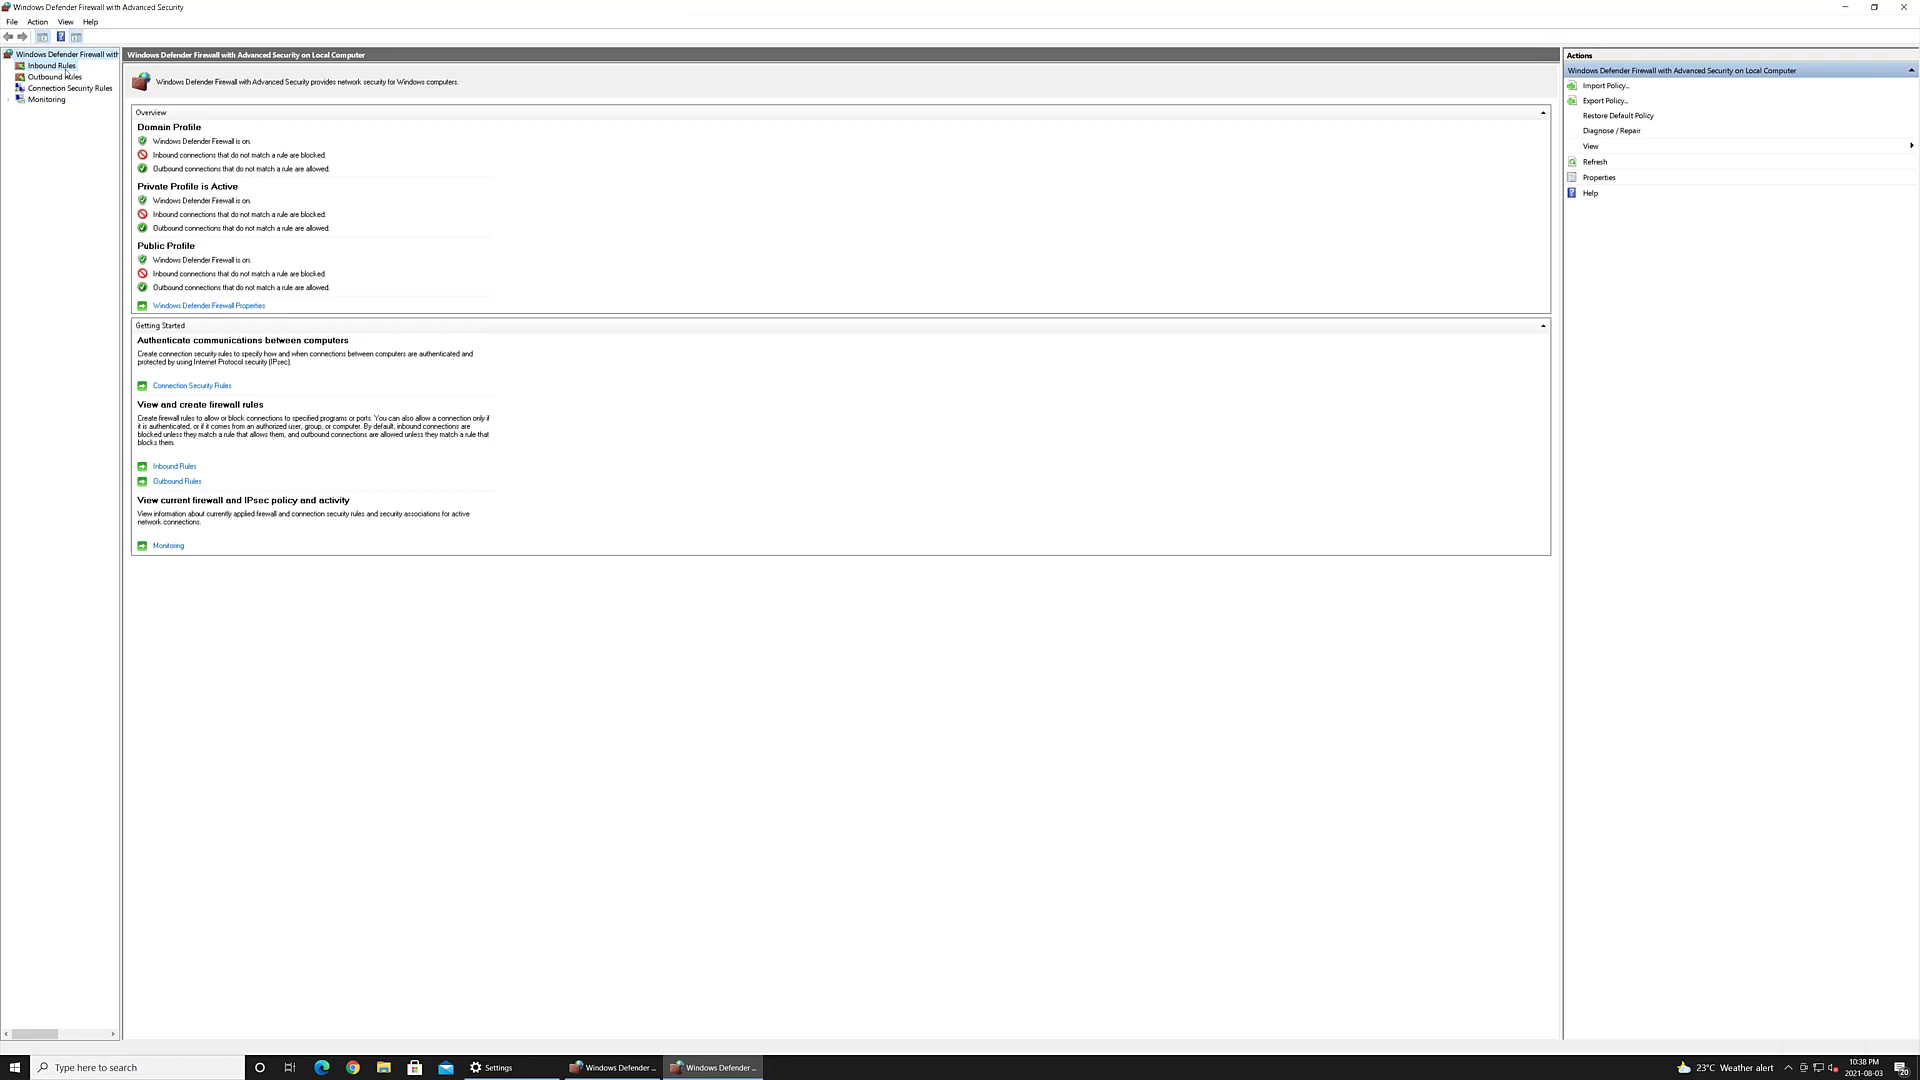 Windows Defender Firewall with Advanced Security
File Action View Help
Windows Defender Firewall with
Inbound Rules
Outbound Rules
Connection Security Rules
Monitoring
Windows Defender Firewall with Advanced Security on Local Computer
Windows Defender Firewall with Advanced Security provides network security for Windows computers.
Overview
Domain Profile
Windows Defender Firewall is on.
Inbound connections that do not match a rule are blocked.
Outbound connections that do not match a rule are allowed.
Private Profile is Active
Windows Defender Firewall is on.
Inbound connections that do not match a rule are blocked.
Outbound connections that do not match a rule are allowed.
Public Profile
Windows Defender Firewall is on.
Inbound connections that do not match a rule are blocked.
Outbound connections that do not match a rule are allowed.
Windows Defender Firewall Properties
Getting Started
Authenticate communications between computers
Create connection security rules to specify how and when connections between computers are authenticated and
protected by using Internet Protocol security (IPsec).
Connection Security Rules
View and create firewall rules
Create firewall rules to allow or block connections to specified programs or ports. You can also allow a connection only if
it is authenticated, or if it comes from an authorized user, group, or computer. By default, inbound connections are
blocked unless they match a rule that allows them, and outbound connections are allowed unless they match a rule that
blocks them.
Inbound Rules
Outbound Rules
View current firewall and IPsec policy and activity
View information about currently applied firewall and connection security rules and security associations for active
network connections.
Monitoring
Actions
Windows Defender Firewall with Advanced Security on Local Computer
Import Policy...
Export Policy...
Restore Default Policy
Diagnose / Repair
View
Refresh
Properties
Help
Type here to search
Settings
Windows Defender ...
Windows Defender ...
23°C Weather alert
10:38 PM
2021-08-03
20